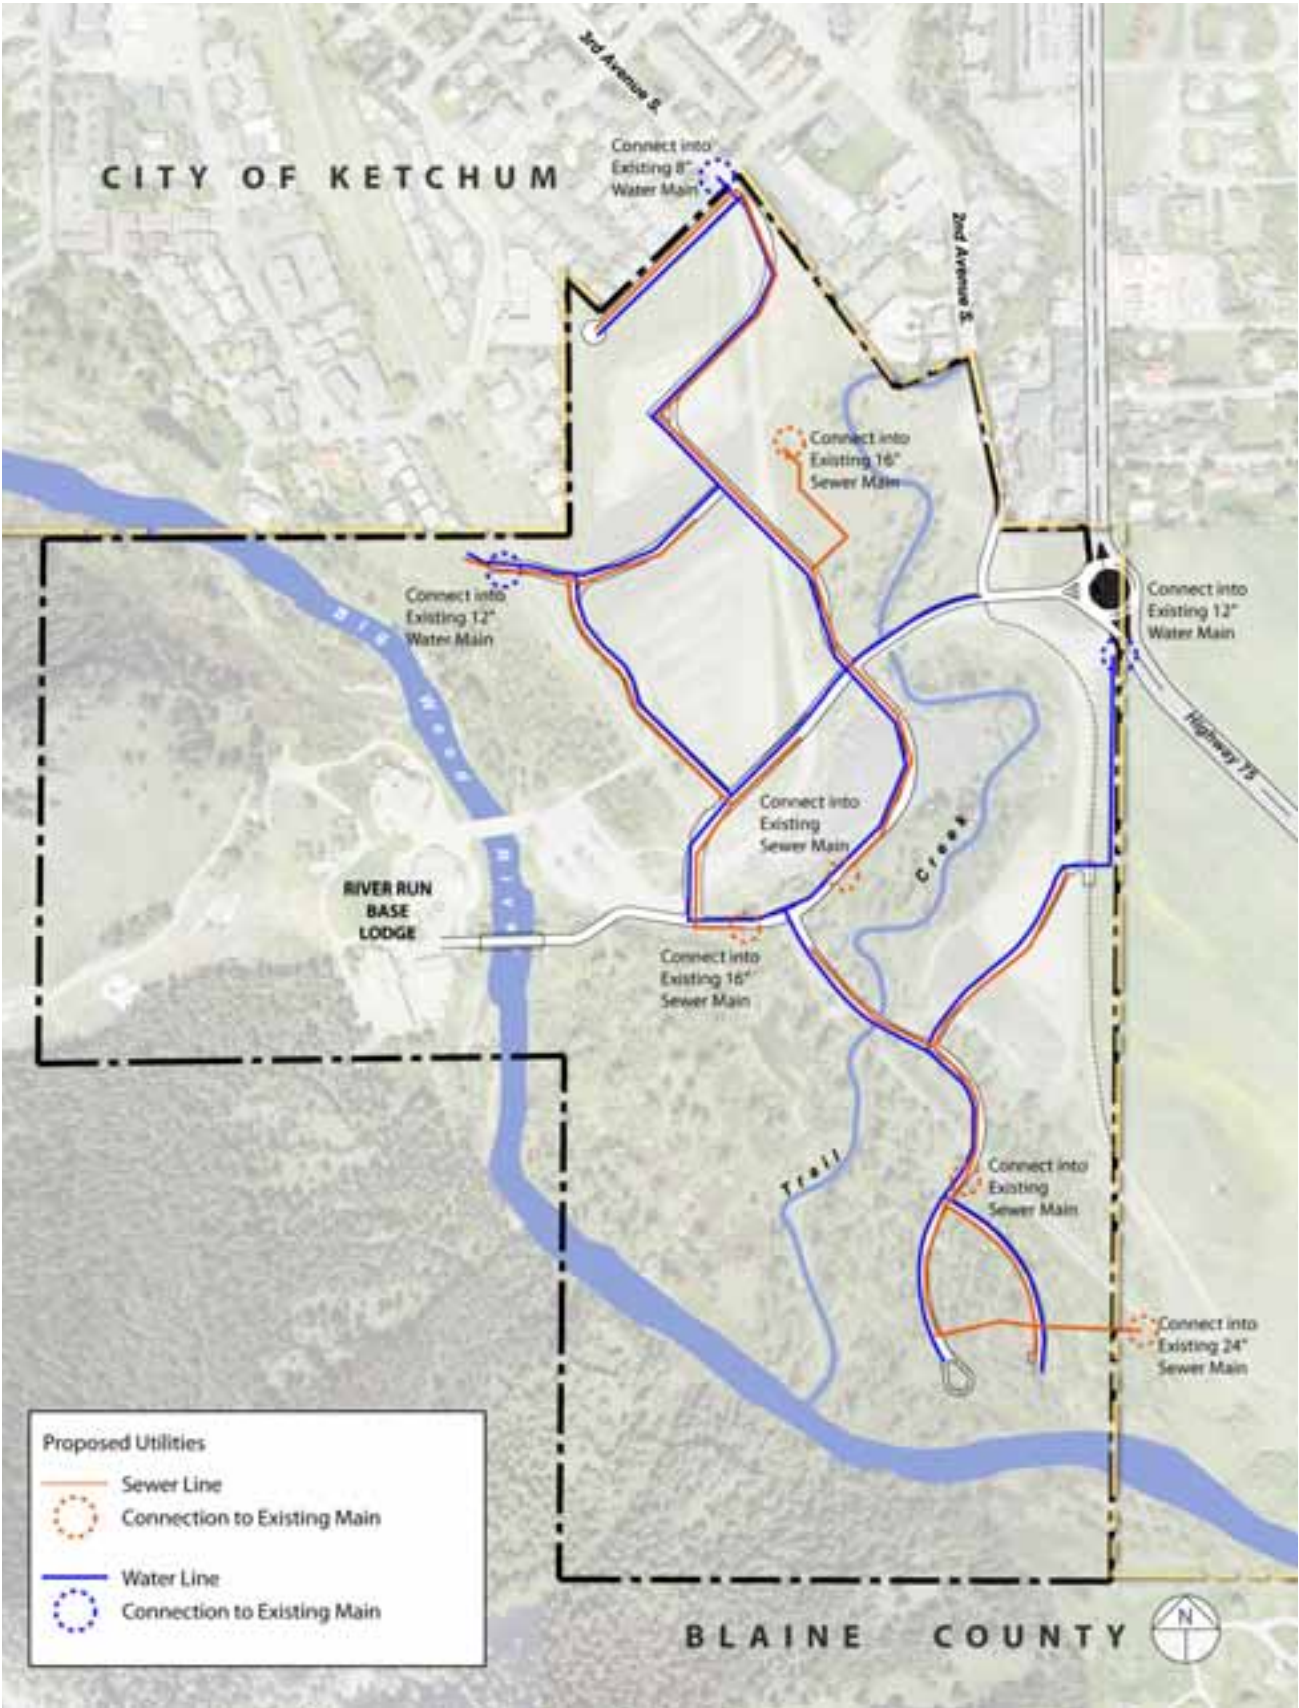 3rd Avenue S.
Connect into
Existing 8"
Water Main
CITY OF KETCHUM
2nd Avenue S.
Connect into
Existing 16"
Sewer Main
Connect into
Existing 12"
Water Main
Connect into
Existing 12"
Water Main
Big Wood River
Highway 75
Connect into
Existing
Sewer Main
Creek
RIVER RUN
BASE
LODGE
Connect into
Existing 16"
Sewer Main
Trail
Connect into
Existing
Sewer Main
Connect into
Existing 24"
Sewer Main
Proposed Utilities
Sewer Line
Connection to Existing Main
Water Line
Connection to Existing Main
BLAINE COUNTY
N